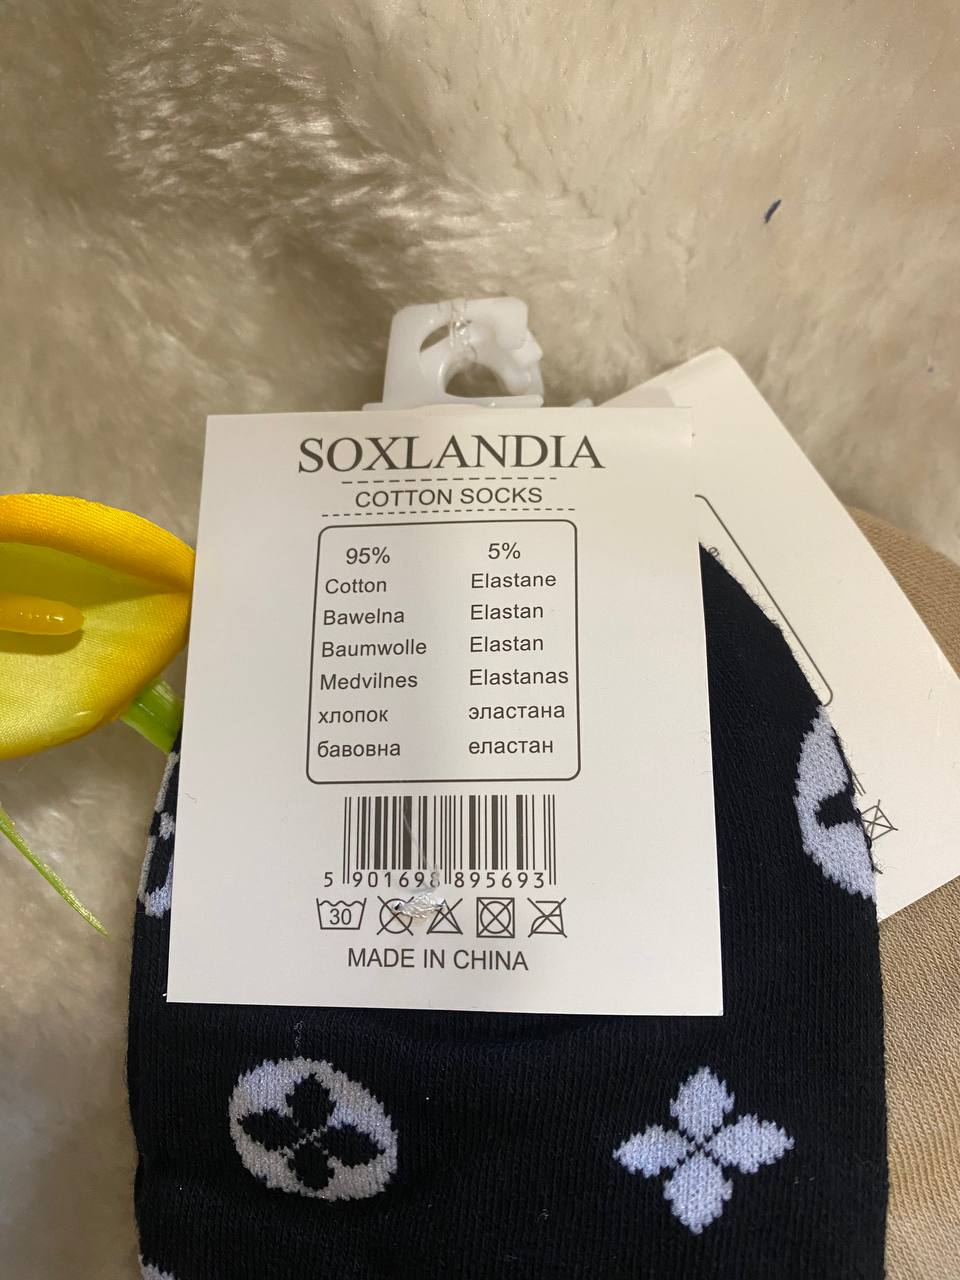 SOXLANDIA
COTTON SOCKS
95% 5%
Cotton Elastane
Bawelna Elastan
Baumwolle Elastan
Medvilnes Elastanas
хлопок эластана
бавовна еластан
5 901698 895693
30
MADE IN CHINA
e